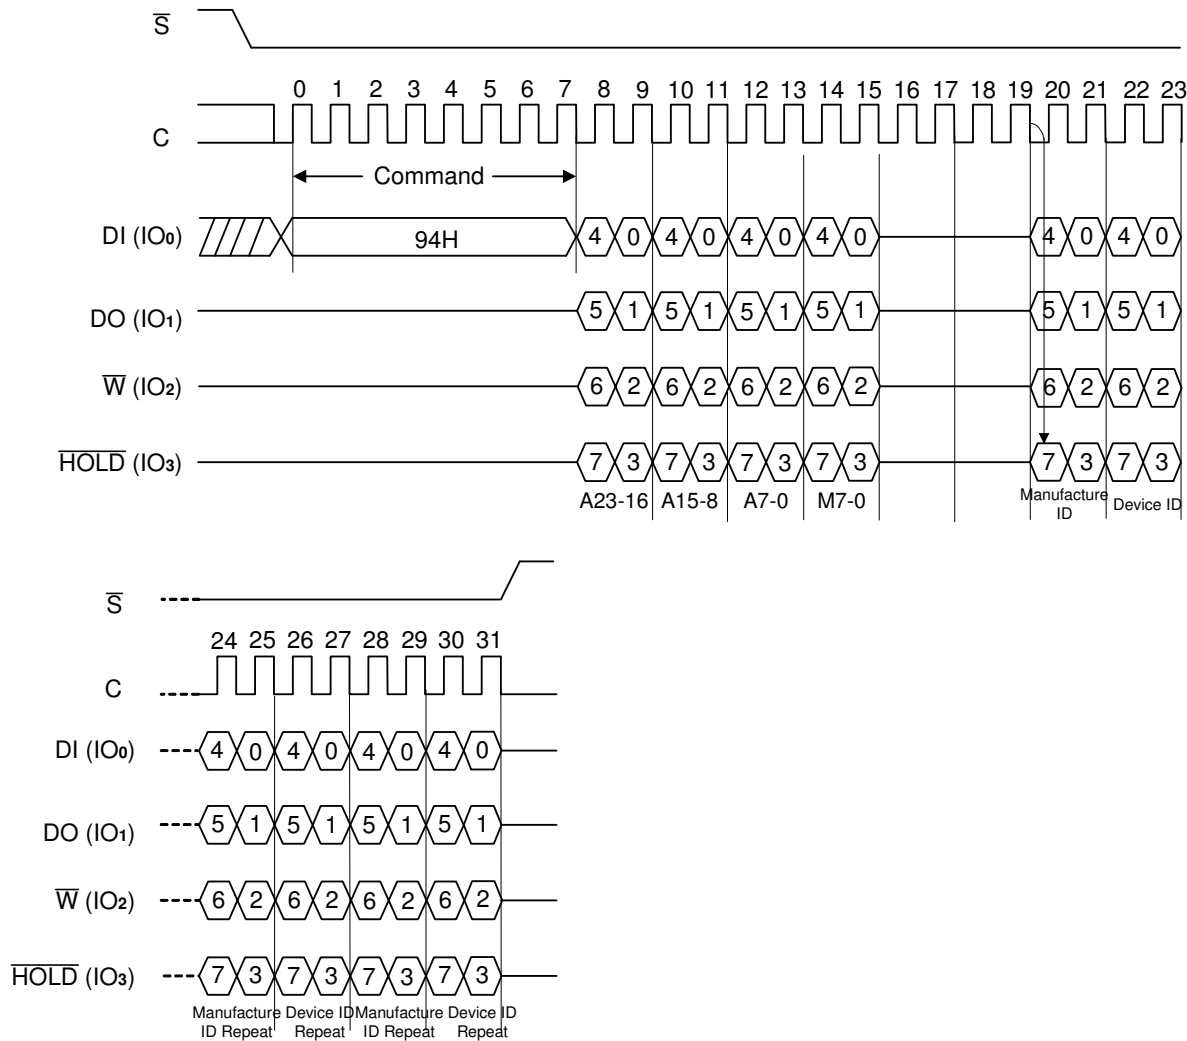 S
0 1 2 3 4 5 6 7 8 9 10 11 12 13 14 15 16 17 18 19 20 21 22 23
C
Command
DI (IO0) 94H 4 0 4 0 4 0 4 0 4 0 4 0
DO (IO1) 5 1 5 1 5 1 5 1 5 1 5 1
W (IO2) 6 2 6 2 6 2 6 2 6 2 6 2
HOLD (IO3) 7 3 7 3 7 3 7 3 7 3 7 3
A23-16 A15-8 A7-0 M7-0 Manufacture Device ID
ID
S
24 25 26 27 28 29 30 31
C
DI (IO0) 4 0 4 0 4 0 4 0
DO (IO1) 5 1 5 1 5 1 5 1
W (IO2) 6 2 6 2 6 2 6 2
HOLD (IO3) 7 3 7 3 7 3 7 3
Manufacture Device ID Manufacture Device ID
ID Repeat Repeat ID Repeat Repeat